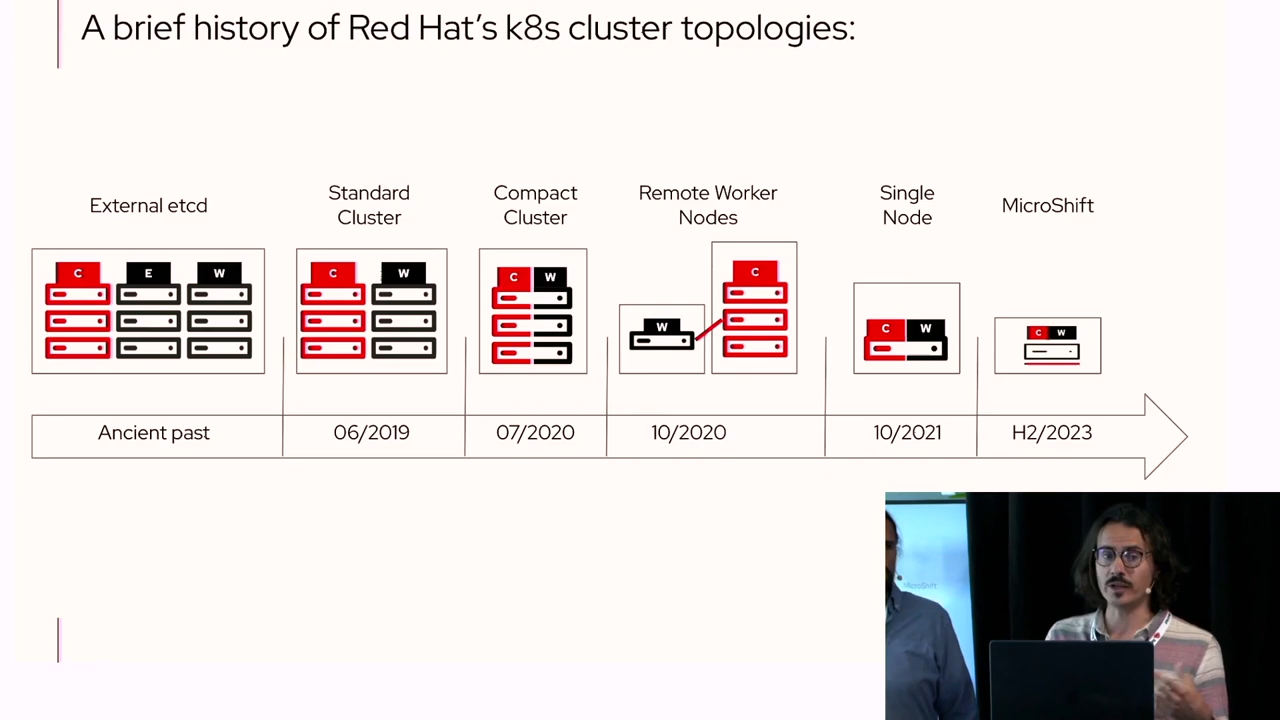 A brief history of Red Hat's k8s cluster topologies:
External etcd
Standard
Cluster
Compact
Cluster
Remote Worker
Nodes
Single
Node
MicroShift
C
E
W
C
W
C
W
W
C
C
W
C
W
Ancient past
06/2019
07/2020
10/2020
10/2021
H2/2023
MicroShift